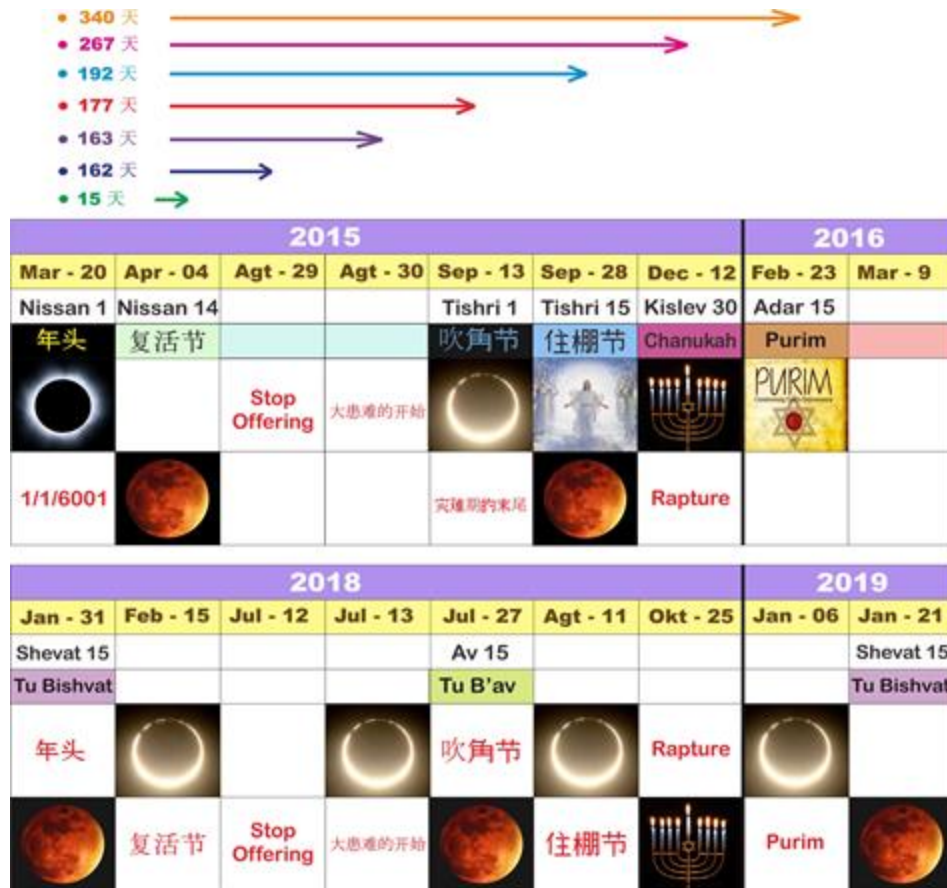 • 340 天
• 267 天
• 192 天
• 177 天
• 163 天
• 162 天
• 15 天
2015 2016
Mar - 20 Apr - 04 Agt - 29 Agt - 30 Sep - 13 Sep - 28 Dec - 12 Feb - 23 Mar - 9
Nissan 1 Nissan 14 Tishri 1 Tishri 15 Kislev 30 Adar 15
年头 复活节 吹角节 住棚节 Chanukah Purim
Stop Offering 大患难的开始 PURIM
1/1/6001 灾难期的末尾 Rapture
2018 2019
Jan - 31 Feb - 15 Jul - 12 Jul - 13 Jul - 27 Agt - 11 Okt - 25 Jan - 06 Jan - 21
Shevat 15 Av 15 Shevat 15
Tu Bishvat Tu B'av Tu Bishvat
年头 吹角节 Rapture
复活节 Stop Offering 大患难的开始 住棚节 Purim